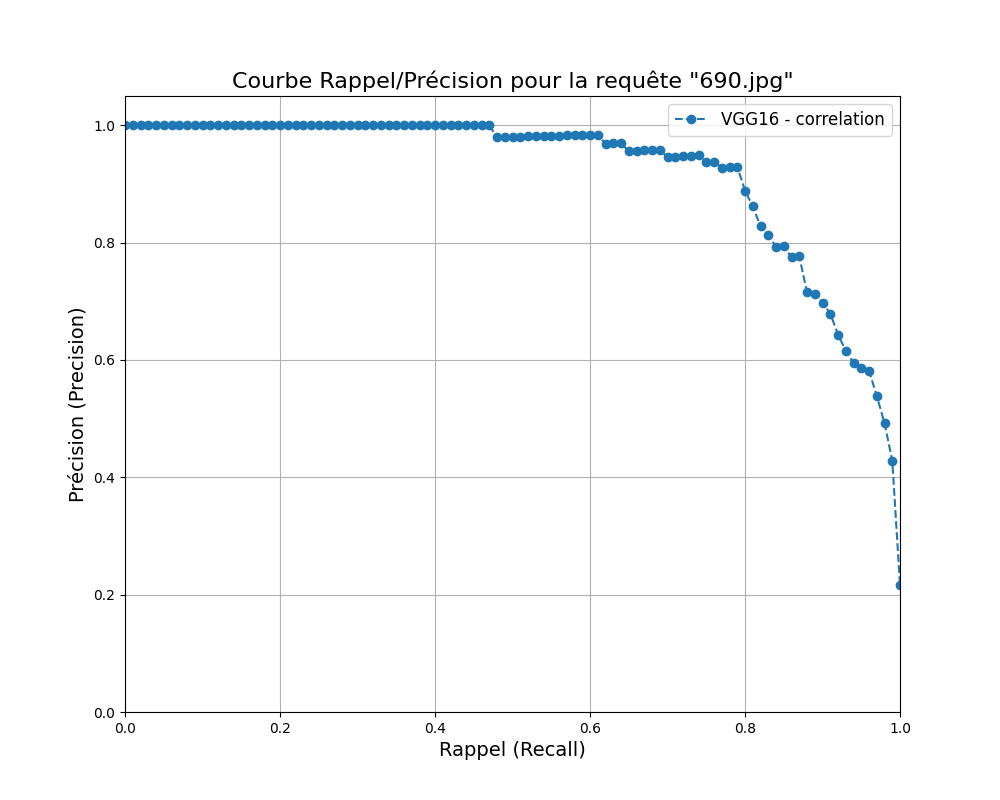 Courbe Rappel/Précision pour la requête "690.jpg"
VGG16 - correlation
1.0
0.8
0.6
0.4
0.2
0.0
Précision (Precision)
0.0 0.2 0.4 0.6 0.8 1.0
Rappel (Recall)